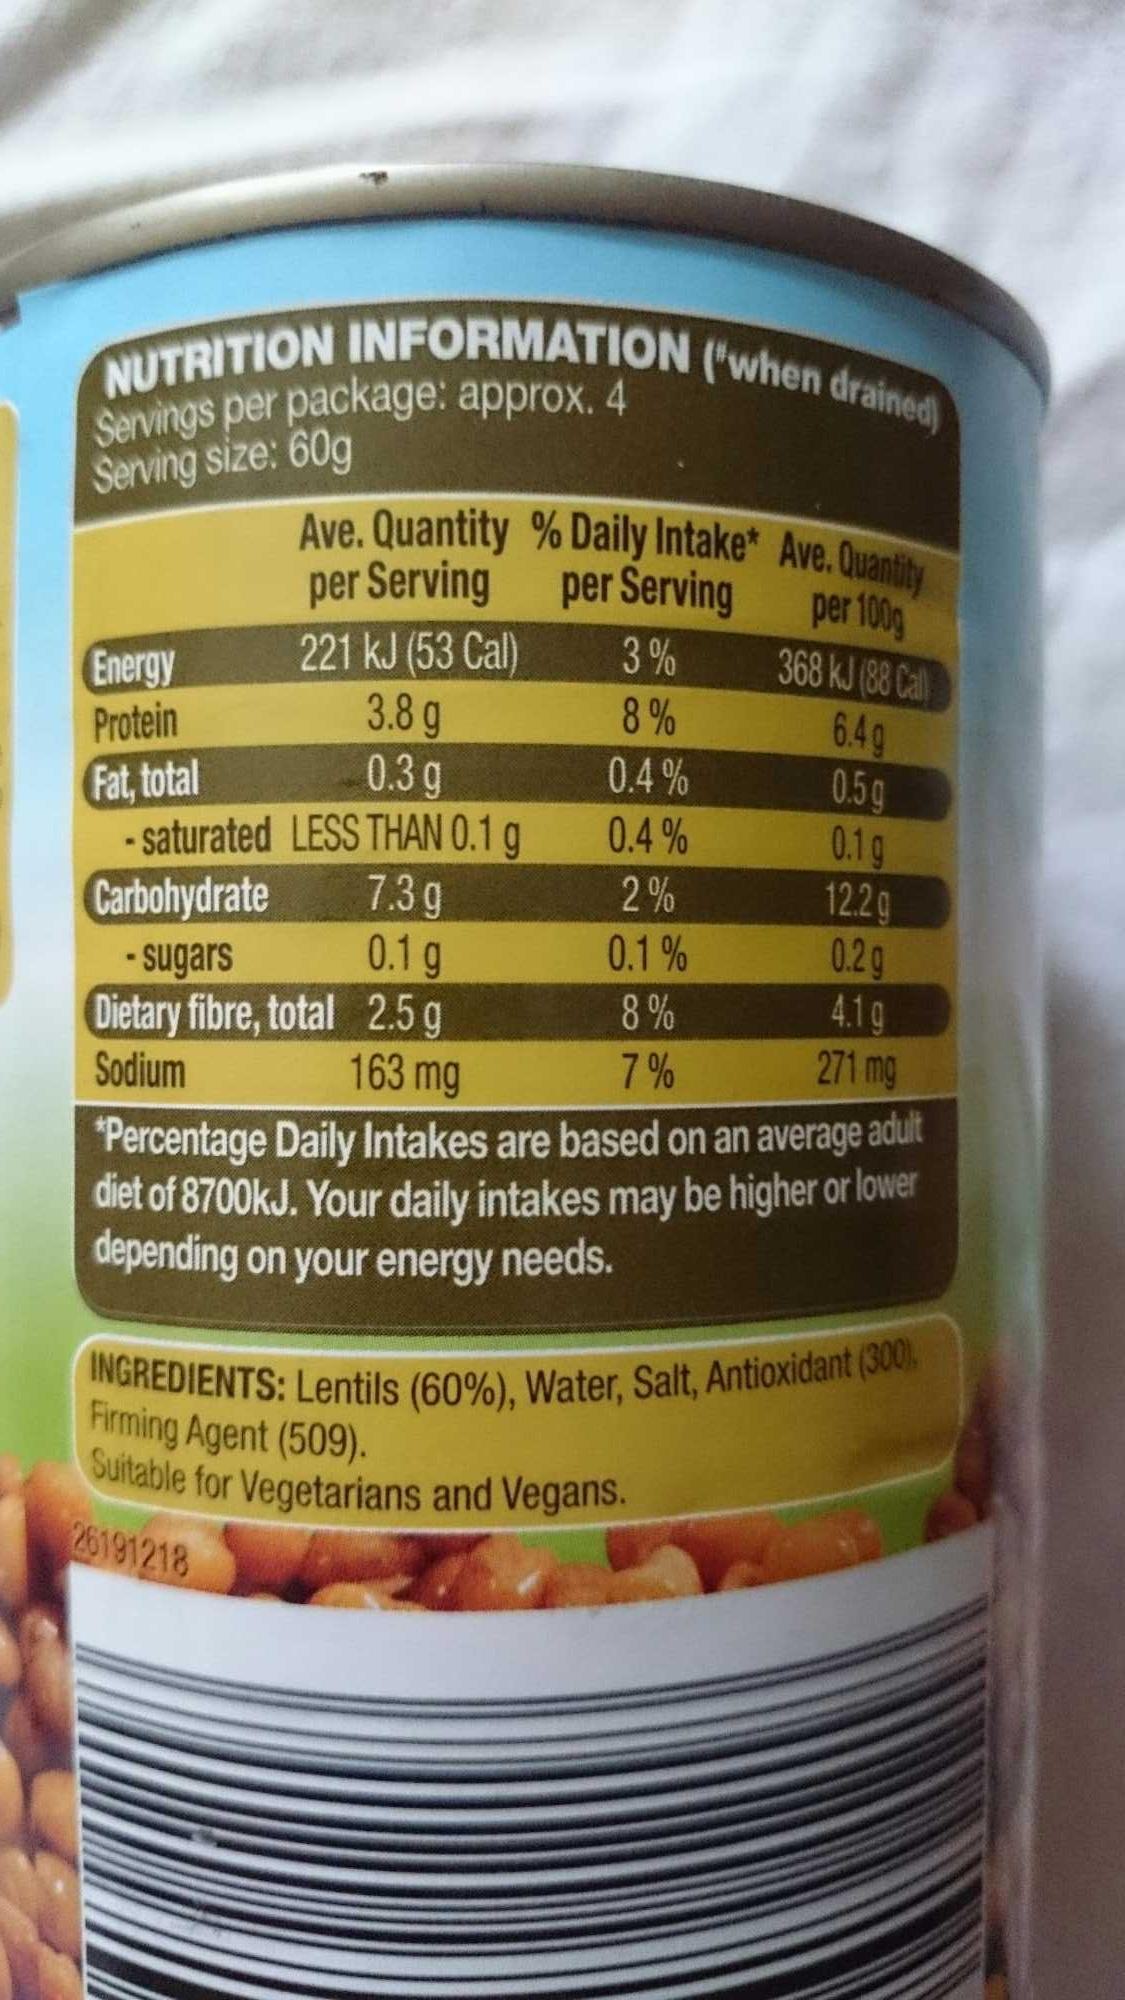 NUTRITION INFORMATION (#when drained)
Servings per package: approx. 4
Serving size: 60g
Ave. Quantity per Serving % Daily Intake* per Serving Ave. Quantity per 100g
Energy 221 kJ (53 Cal) 3 % 368 kJ (88 Cal)
Protein 3.8 g 8 % 6.4 g
Fat, total 0.3 g 0.4 % 0.5 g
- saturated LESS THAN 0.1 g 0.4 % 0.1 g
Carbohydrate 7.3 g 2 % 12.2 g
- sugars 0.1 g 0.1 % 0.2 g
Dietary fibre, total 2.5 g 8 % 4.1 g
Sodium 163 mg 7 % 271 mg
*Percentage Daily Intakes are based on an average adult
diet of 8700kJ. Your daily intakes may be higher or lower
depending on your energy needs.
INGREDIENTS: Lentils (60%), Water, Salt, Antioxidant (300),
Firming Agent (509).
Suitable for Vegetarians and Vegans.
26191218